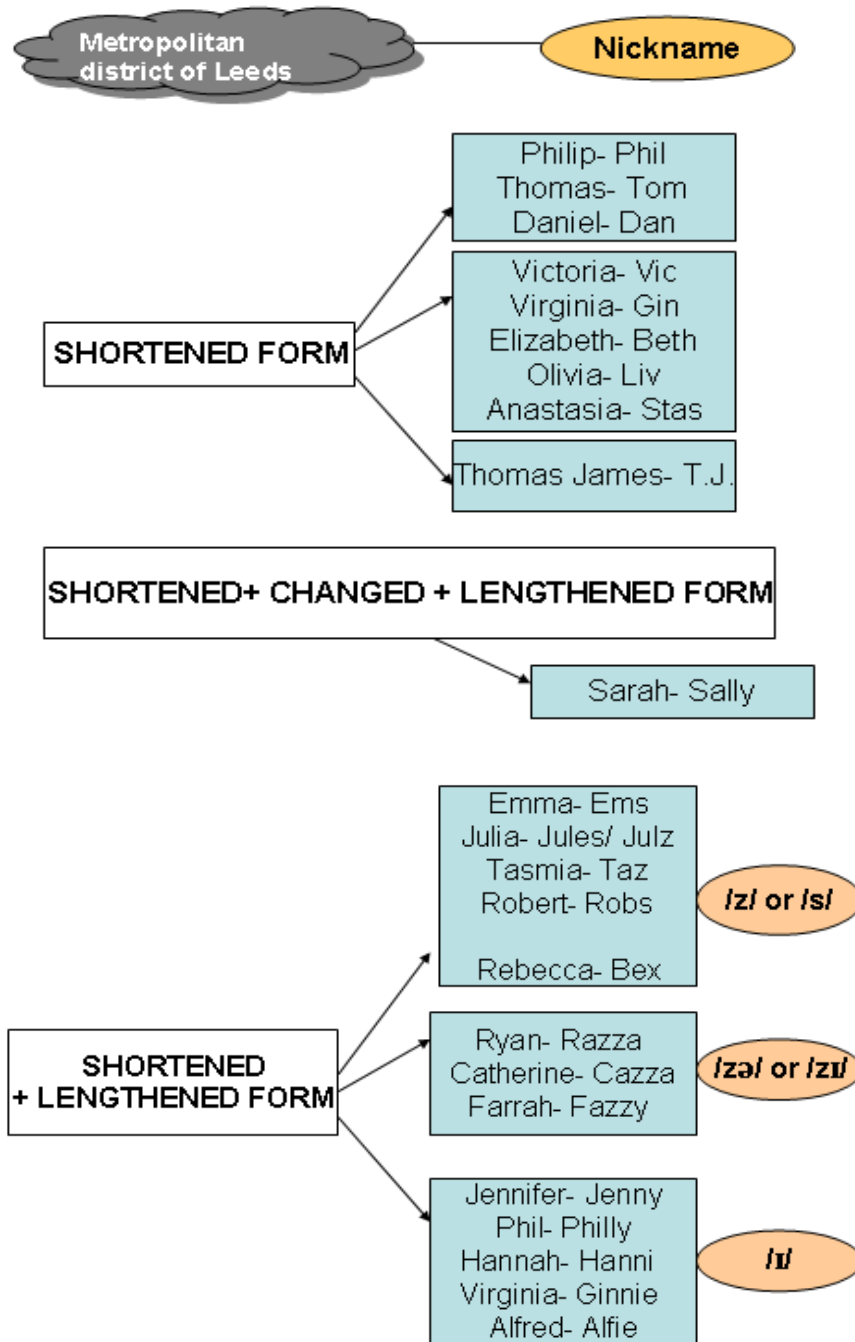 Metropolitan
district of Leeds
Nickname
Philip- Phil
Thomas- Tom
Daniel- Dan
SHORTENED FORM
Victoria- Vic
Virginia- Gin
Elizabeth- Beth
Olivia- Liv
Anastasia- Stas
Thomas James- T.J.
SHORTENED+ CHANGED + LENGTHENED FORM
Sarah- Sally
SHORTENED
+ LENGTHENED FORM
Emma- Ems
Julia- Jules/ Julz
Tasmia- Taz
Robert- Robs
Rebecca- Bex
/z/ or /s/
Ryan- Razza
Catherine- Cazza
Farrah- Fazzy
/zə/ or /zɪ/
Jennifer- Jenny
Phil- Philly
Hannah- Hanni
Virginia- Ginnie
Alfred- Alfie
/ɪ/